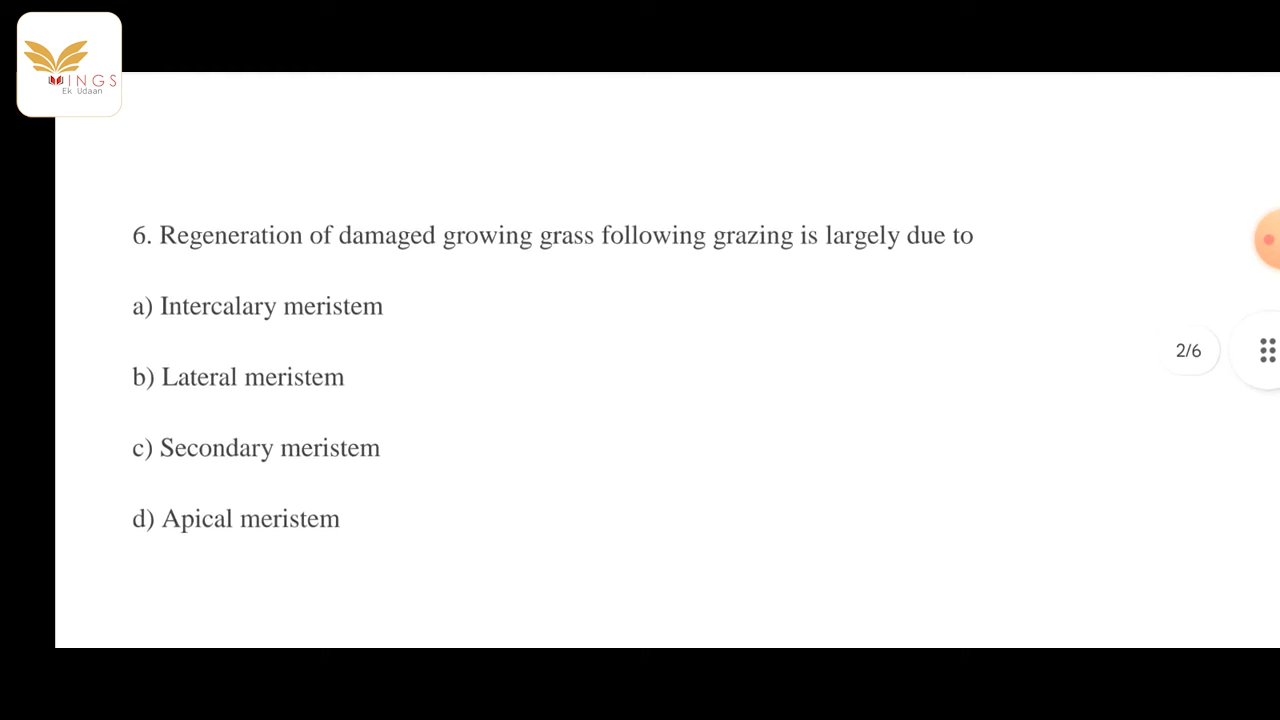 WINGS
Ek Udaan
6. Regeneration of damaged growing grass following grazing is largely due to
a) Intercalary meristem
2/6
b) Lateral meristem
c) Secondary meristem
d) Apical meristem